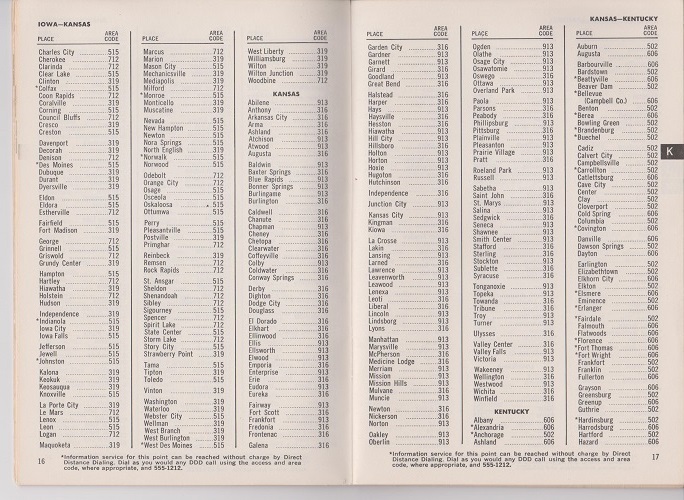 IOWA—KANSAS
PLACE AREA CODE
Charles City 515
Cherokee 712
Clarinda 712
Clear Lake 515
Clinton 319
*Colfax 515
Coon Rapids 712
Coralville 319
Corning 515
Council Bluffs 712
Cresco 319
Creston 515
Davenport 319
Decorah 319
Denison 712
*Des Moines 515
Dubuque 319
Durant 319
Dyersville 319
Eldon 515
Eldora 515
Estherville 712
Fairfield 515
Fort Madison 319
George 712
Grinnell 515
Griswold 712
Grundy Center 319
Hampton 515
Hartley 712
Hiawatha 319
Holstein 712
Hudson 319
Independence 319
*Indianola 515
Iowa City 319
Iowa Falls 515
Jefferson 515
Jewell 515
*Johnston 515
Kalona 319
Keokuk 319
Keosauqua 319
Knoxville 515
La Porte City 319
Le Mars 712
Lenox 515
Leon 515
Logan 712
Maquoketa 319
PLACE AREA CODE
Marcus 712
Marion 319
Mason City 515
Mechanicsville 319
Mediapolis 319
Milford 712
*Monroe 515
Monticello 319
Muscatine 319
Nevada 515
New Hampton 515
Newton 515
Nora Springs 515
North English 319
*Norwalk 515
Norwood 515
Odebolt 712
Orange City 712
Osage 515
Osceola 515
Oskaloosa 515
Ottumwa 515
Perry 515
Pleasantville 515
Postville 319
Primghar 712
Reinbeck 319
Remsen 712
Rock Rapids 712
St. Ansgar 515
Sheldon 712
Shenandoah 712
Sibley 712
Sigourney 515
Spencer 712
Spirit Lake 712
State Center 515
Storm Lake 712
Story City 515
Strawberry Point 319
Tama 515
Tipton 319
Toledo 515
Vinton 319
Washington 319
Waterloo 319
Webster City 515
Wellman 319
West Branch 319
West Burlington 319
*West Des Moines 515
PLACE AREA CODE
West Liberty 319
Williamsburg 319
Wilton 319
Wilton Junction 319
Woodbine 712
KANSAS
Abilene 913
Anthony 316
Arkansas City 316
Arma 316
Ashland 316
Atchison 913
Atwood 913
Augusta 316
Baldwin 913
Baxter Springs 316
Blue Rapids 913
Bonner Springs 913
Burlingame 913
Burlington 316
Caldwell 316
Chanute 316
Chapman 913
Cheney 316
Chetopa 316
Clearwater 316
Coffeyville 316
Colby 913
Coldwater 316
Conway Springs 316
Derby 316
Dighton 316
Dodge City 316
Douglass 316
El Dorado 316
Elkhart 316
Ellinwood 316
Ellis 913
Ellsworth 913
Elwood 913
Emporia 316
Enterprise 913
Erie 316
Eudora 913
Eureka 316
Fairway 913
Fort Scott 316
Frankfort 913
Fredonia 316
Frontenac 316
Galena 316
16
*Information service for this point can be reached without charge by Direct
Distance Dialing. Dial as you would any DDD call using the access and area
code, where appropriate, and 555-1212.
KANSAS—KENTUCKY
PLACE AREA CODE
Garden City 316
Gardner 913
Garnett 913
Girard 316
Goodland 913
Great Bend 316
Halstead 316
Harper 316
Hays 913
Haysville 316
Hesston 316
Hiawatha 913
Hill City 913
Hillsboro 316
Holton 913
Horton 913
Hoxie 913
Hugoton 316
Hutchinson 316
Independence 316
Junction City 913
Kansas City 913
Kingman 316
Kiowa 316
La Crosse 913
Lakin 316
Lansing 913
Larned 316
Lawrence 913
Leavenworth 913
Leawood 913
Lenexa 913
Leoti 316
Liberal 316
Lincoln 913
Lindsborg 913
Lyons 316
Manhattan 913
Marysville 913
McPherson 316
Medicine Lodge 316
Merriam 913
Mission 913
Mission Hills 913
Mulvane 316
Muncie 913
Newton 316
Nickerson 316
Norton 913
Oakley 913
Oberlin 913
PLACE AREA CODE
Ogden 913
Olathe 913
Osage City 913
Osawatomie 913
Oswego 316
Ottawa 913
Overland Park 913
Paola 913
Parsons 316
Peabody 316
Phillipsburg 913
Pittsburg 316
Plainville 913
Pleasanton 913
Prairie Village 913
Pratt 316
Roeland Park 913
Russell 913
Sabetha 913
Saint John 316
St. Marys 913
Salina 913
Sedgwick 316
Seneca 913
Shawnee 913
Smith Center 913
Stafford 316
Sterling 316
Stockton 913
Sublette 316
Syracuse 316
Tonganoxie 913
Topeka 913
Towanda 316
Tribune 316
Troy 913
Turner 913
Ulysses 316
Valley Center 316
Valley Falls 913
Victoria 913
Wakeeney 913
Wellington 316
Westwood 913
Wichita 316
Winfield 316
KENTUCKY
Albany 606
*Alexandria 606
*Anchorage 502
Ashland 606
PLACE AREA CODE
Auburn 502
Augusta 606
Barbourville 606
Bardstown 502
*Beattyville 606
Beaver Dam 502
*Bellevue
(Campbell Co.) 606
Benton 502
*Berea 606
Bowling Green 502
*Brandenburg 502
*Buechel 502
Cadiz 502
Calvert City 502
Campbellsville 502
*Carrollton 502
Catlettsburg 606
Cave City 502
Center 502
Clay 502
Cloverport 502
Cold Spring 606
Columbia 502
*Covington 606
Danville 606
Dawson Springs 502
Dayton 606
Earlington 502
Elizabethtown 502
Elkhorn City 606
Elkton 502
*Elsmere 606
Eminence 502
*Erlanger 606
*Fairdale 502
Falmouth 606
Flatwoods 606
*Florence 606
*Fort Thomas 606
*Fort Wright 606
Frankfort 502
Franklin 502
Fullerton 606
Grayson 606
Greensburg 502
Greenup 606
Guthrie 502
*Hardinsburg 502
Harrodsburg 606
Hartford 502
Hazard 606
K
*Information service for this point can be reached without charge by Direct
Distance Dialing. Dial as you would any DDD call using the access and area
code, where appropriate, and 555-1212.
17